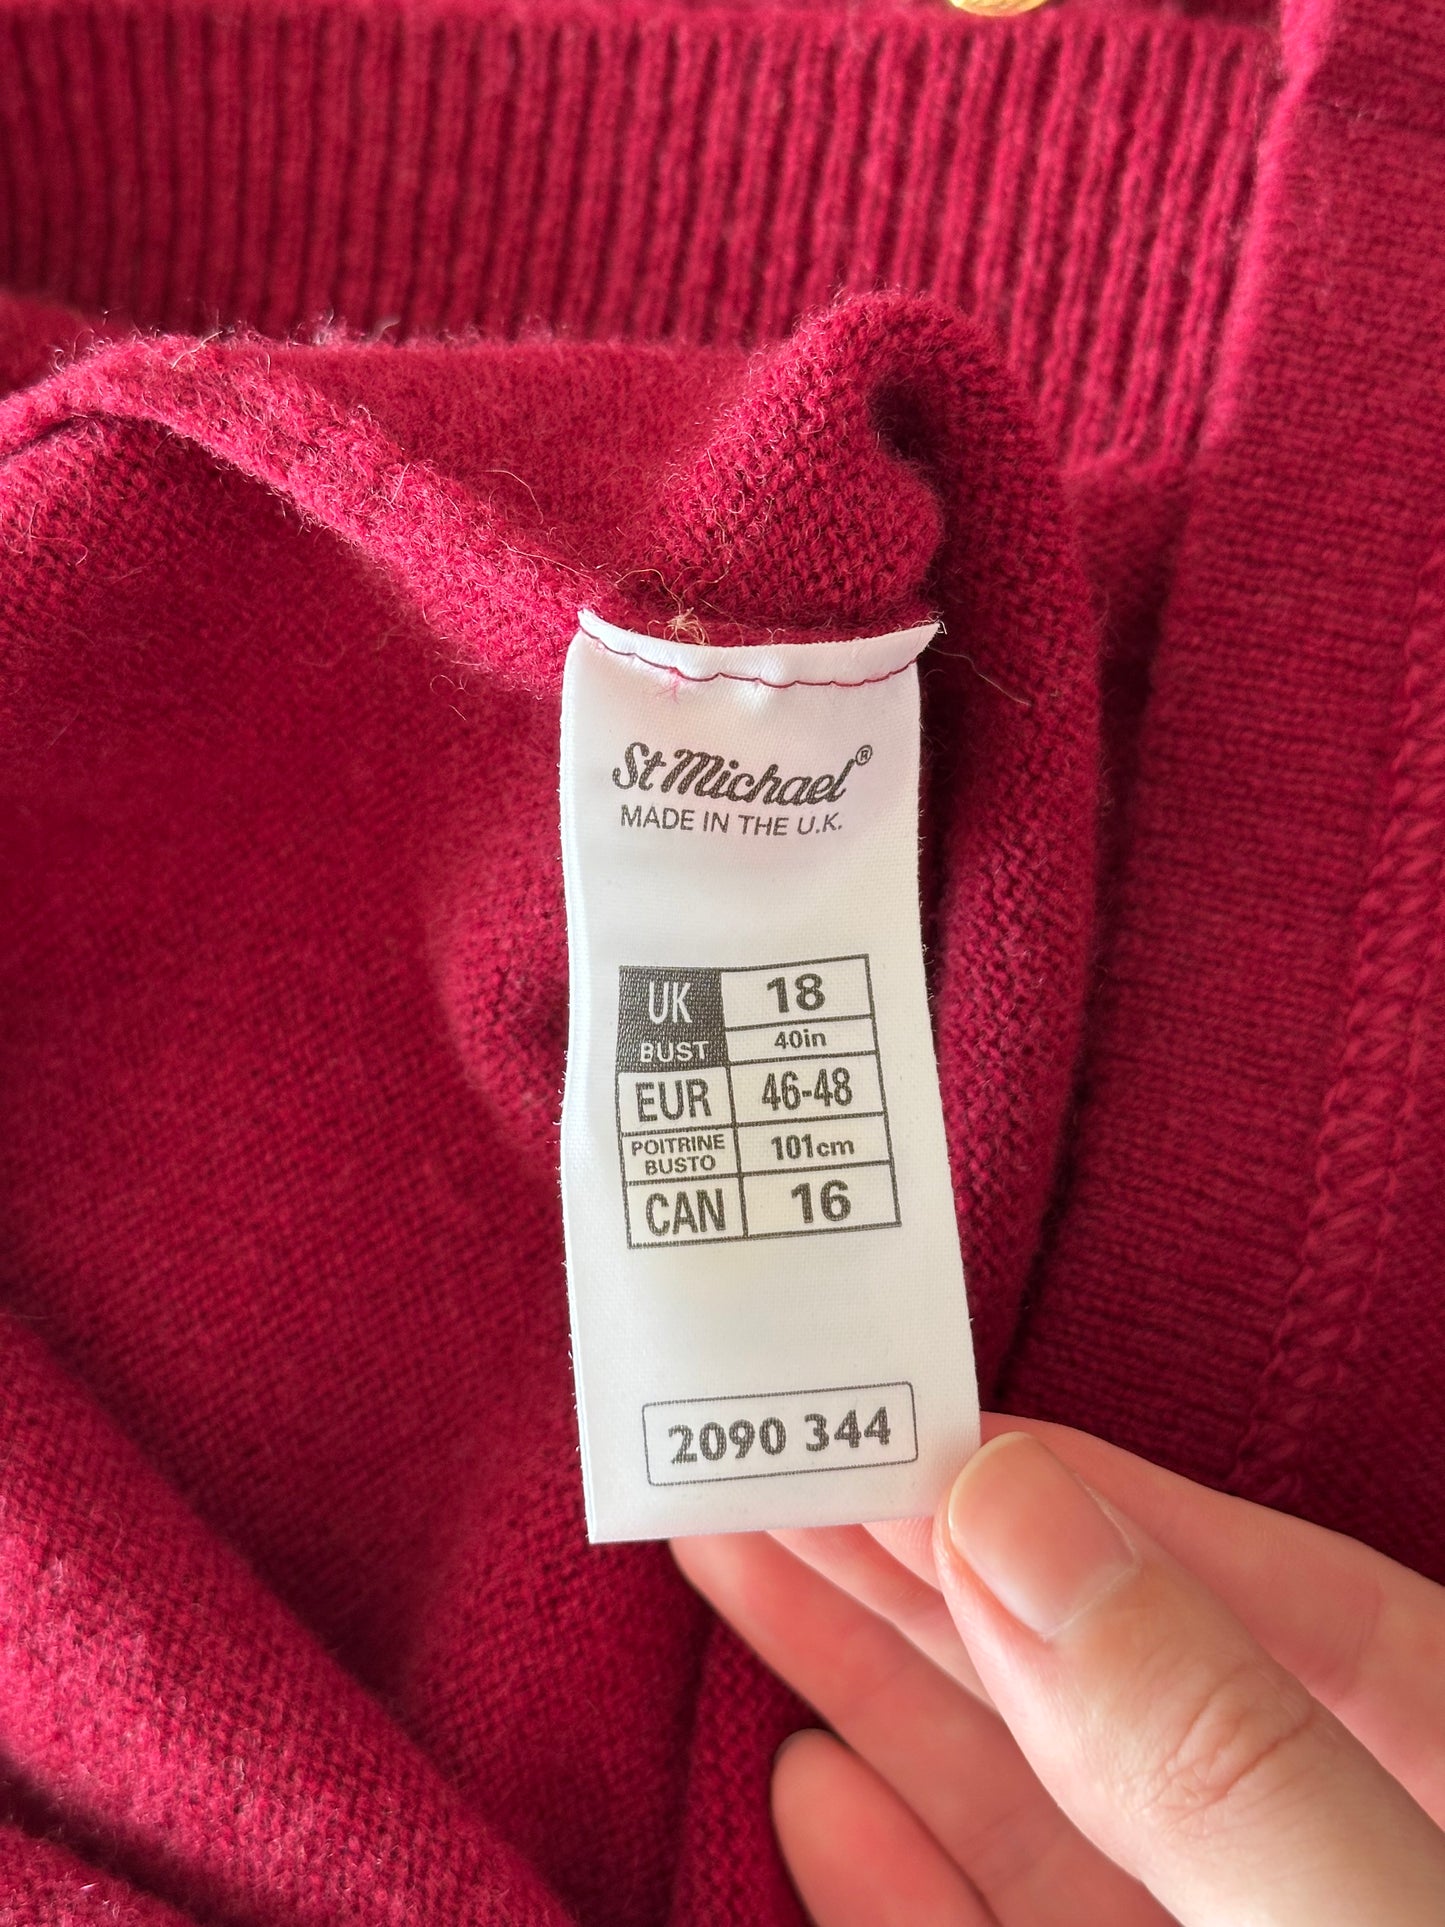 St Michael®
MADE IN THE U.K.
UK 18
BUST 40in
EUR 46-48
POITRINE
BUSTO 101cm
CAN 16
2090 344